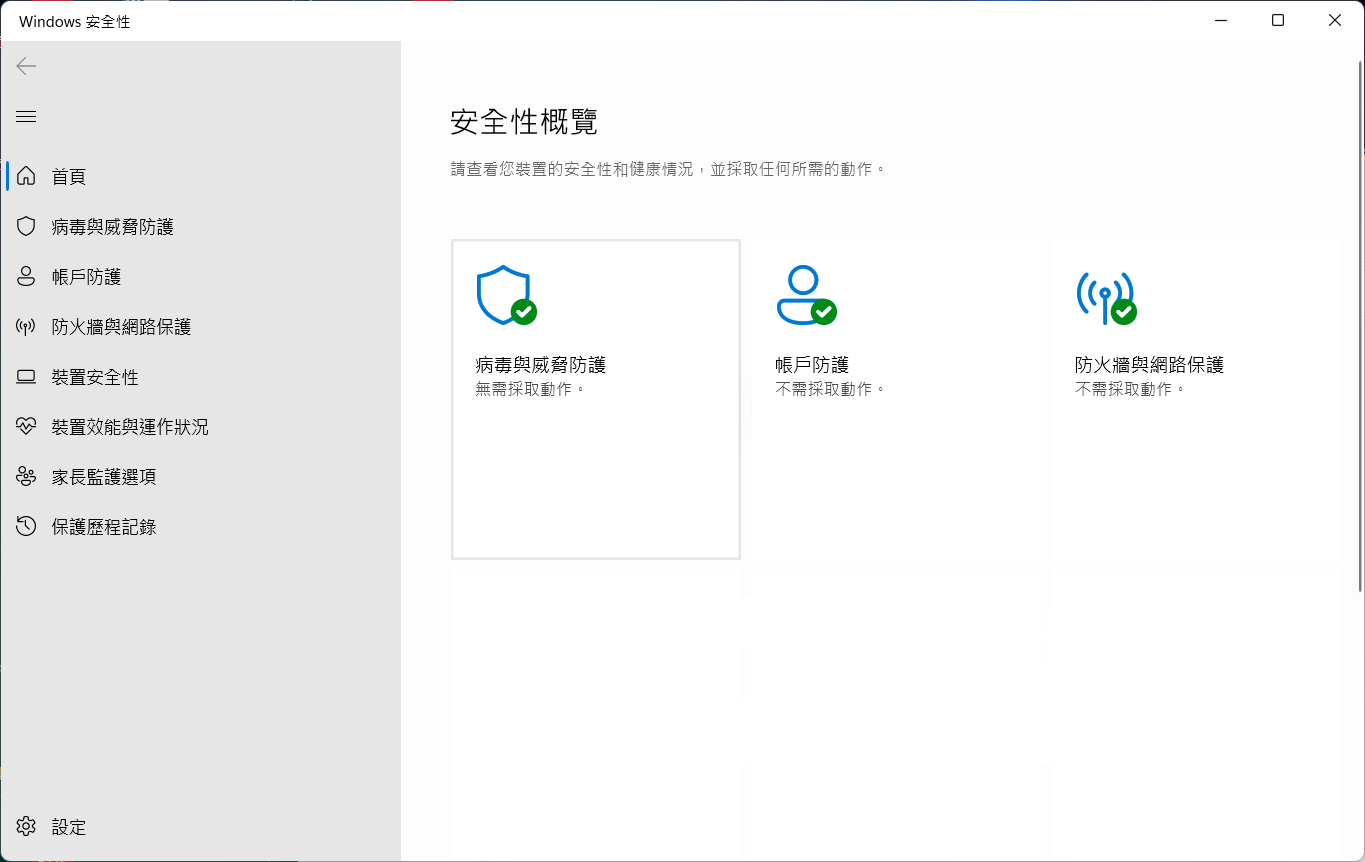 Windows 安全性
首頁
病毒與威脅防護
帳戶防護
防火牆與網路保護
裝置安全性
裝置效能與運作狀況
家長監護選項
保護歷程記錄
設定
安全性概覽
請查看您裝置的安全性和健康情況，並採取任何所需的動作。
病毒與威脅防護
無需採取動作。
帳戶防護
不需採取動作。
防火牆與網路保護
不需採取動作。